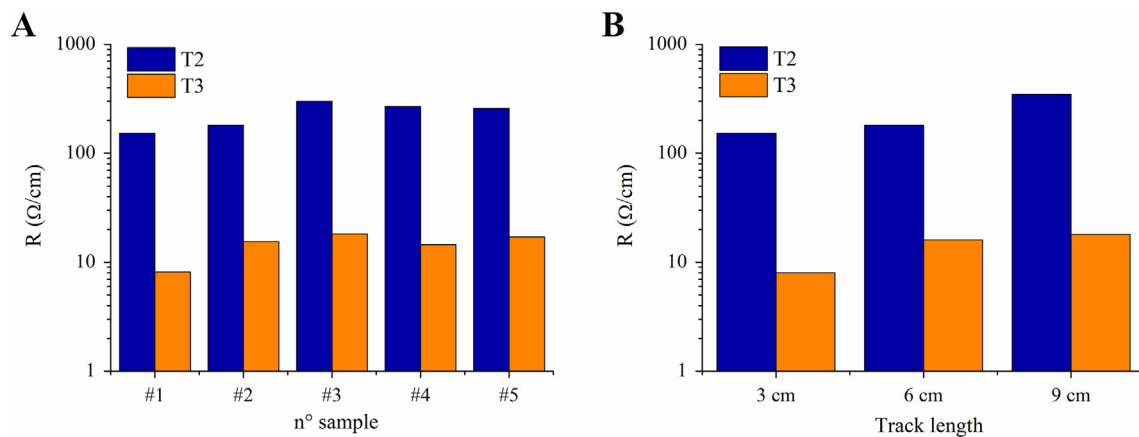 A
1000
100
10
1
R (Ω/cm)
T2
T3
#1 #2 #3 #4 #5
n° sample
B
1000
100
10
1
R (Ω/cm)
T2
T3
3 cm 6 cm 9 cm
Track length